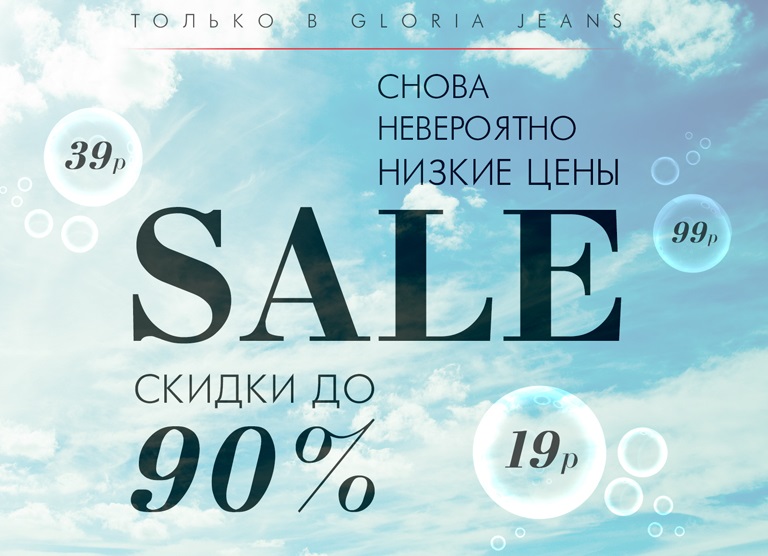 ТОЛЬКО В GLORIA JEANS
СНОВА
НЕВЕРОЯТНО
НИЗКИЕ ЦЕНЫ
39р
99р
SALE
СКИДКИ ДО
90%
19р